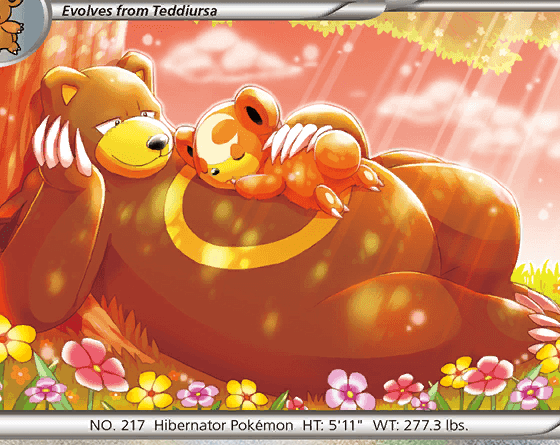 Evolves from Teddiursa
NO. 217 Hibernator Pokémon HT: 5'11" WT: 277.3 lbs.